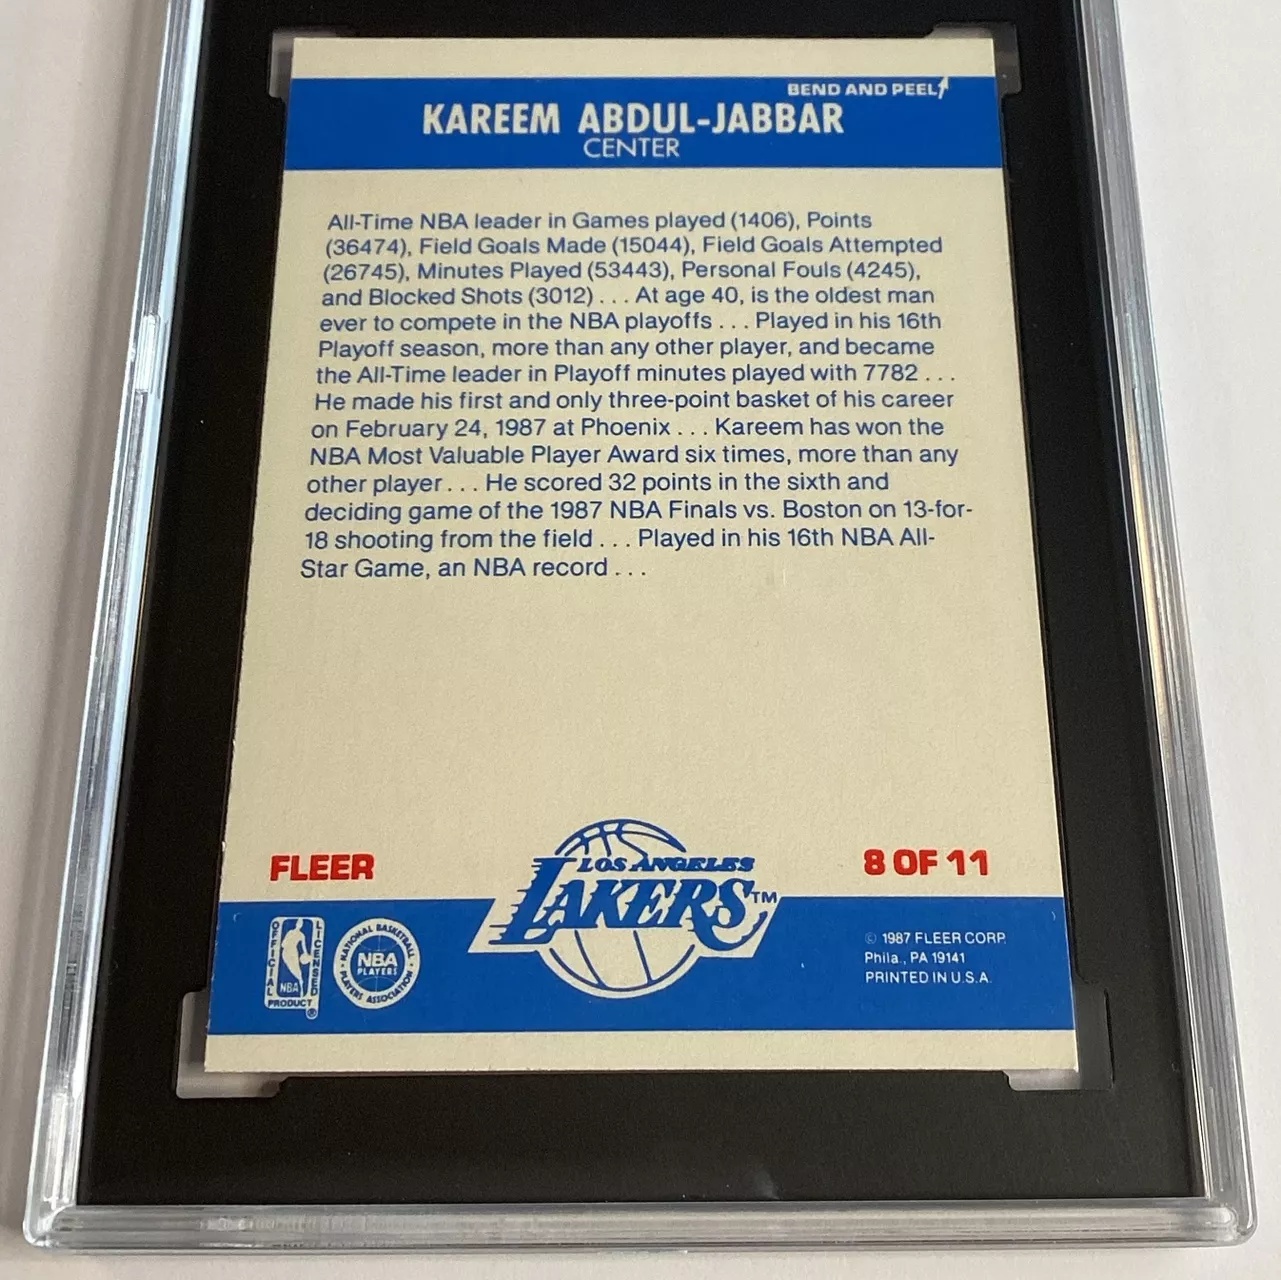 BEND AND PEEL
KAREEM ABDUL-JABBAR
CENTER
All-Time NBA leader in Games played (1406), Points
(36474), Field Goals Made (15044), Field Goals Attempted
(26745), Minutes Played (53443), Personal Fouls (4245),
and Blocked Shots (3012) . . . At age 40, is the oldest man
ever to compete in the NBA playoffs . . . Played in his 16th
Playoff season, more than any other player, and became
the All-Time leader in Playoff minutes played with 7782 . . .
He made his first and only three-point basket of his career
on February 24, 1987 at Phoenix . . . Kareem has won the
NBA Most Valuable Player Award six times, more than any
other player . . . He scored 32 points in the sixth and
deciding game of the 1987 NBA Finals vs. Boston on 13-for-
18 shooting from the field . . . Played in his 16th NBA All-
Star Game, an NBA record . . .
FLEER
LOS ANGELES
LAKERS™
8 OF 11
OFFICIAL
LICENSED
NBA
PRODUCT ®
NATIONAL BASKETBALL
NBA
PLAYERS
PLAYERS ASSOCIATION
© 1987 FLEER CORP.
Phila., PA 19141
PRINTED IN U.S.A.